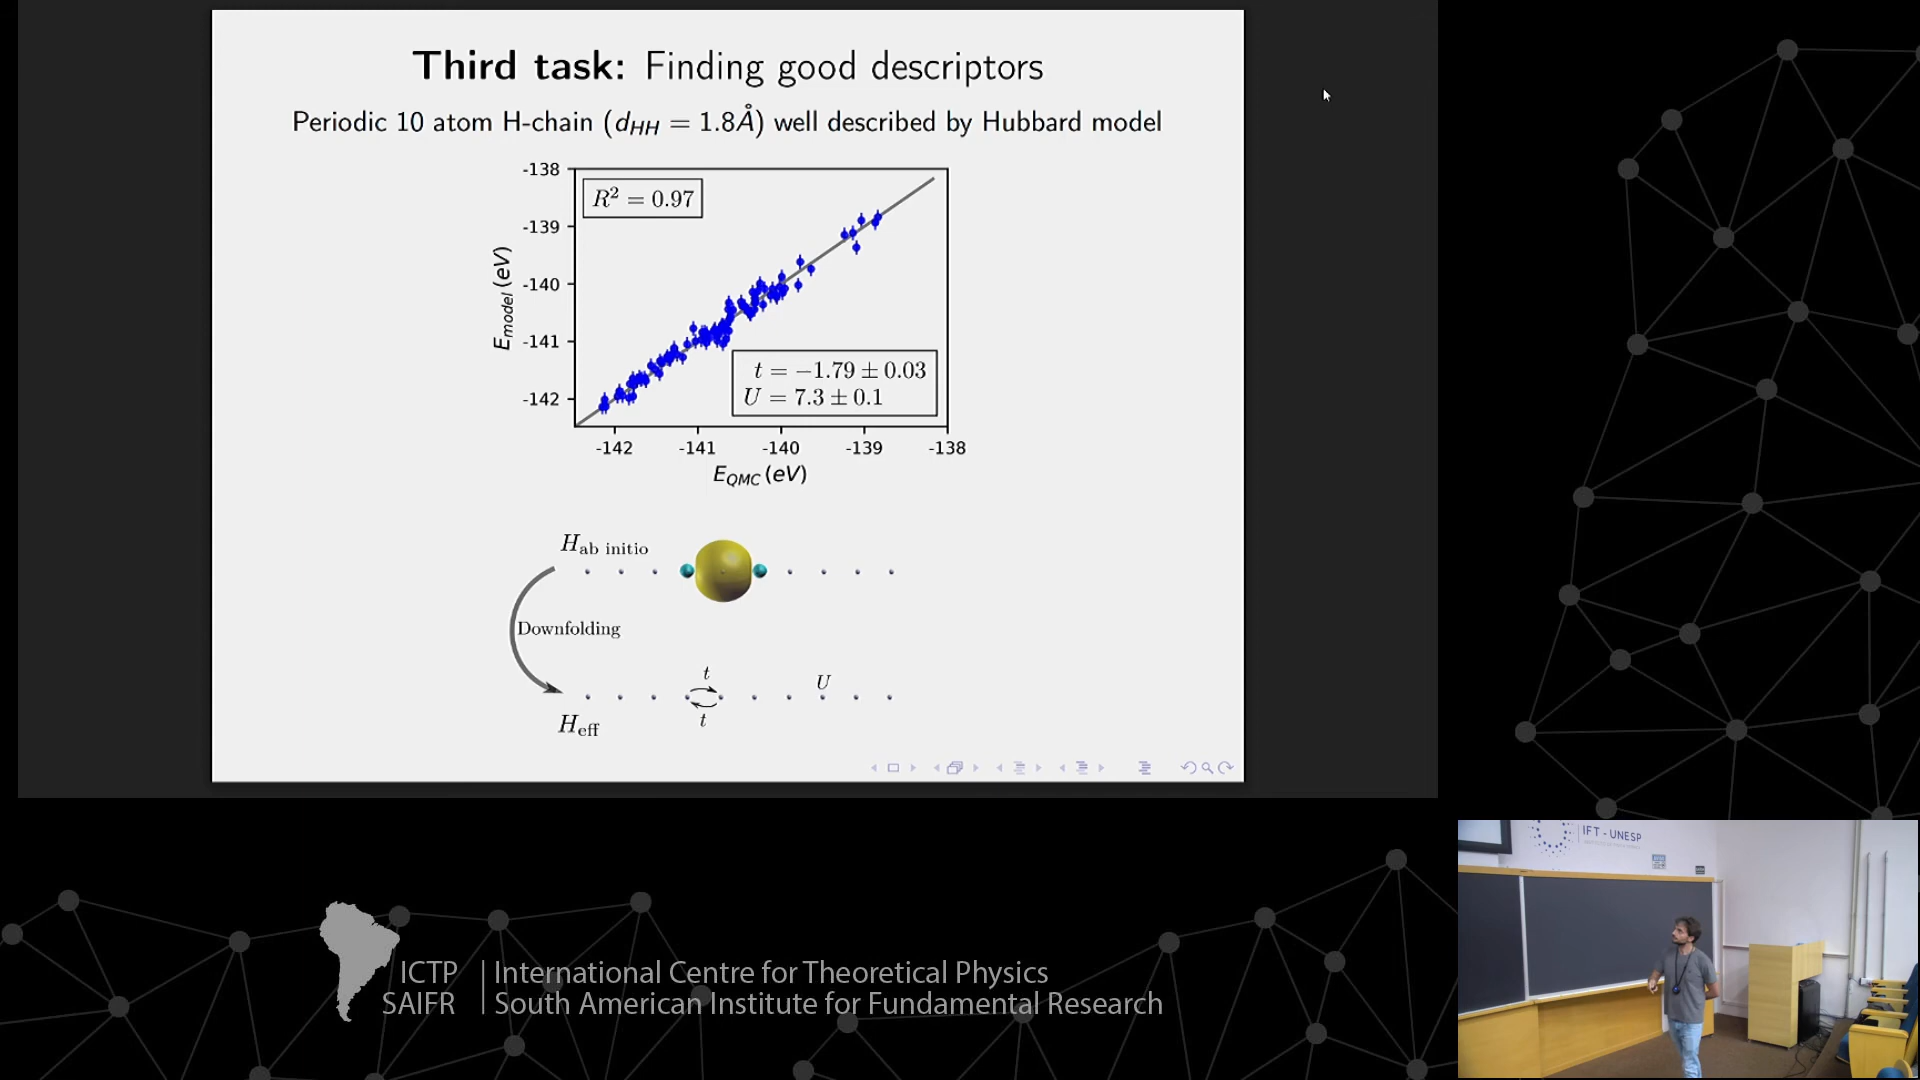 Third task: Finding good descriptors
Periodic 10 atom H-chain (d_HH = 1.8Å) well described by Hubbard model
-138
-139
-140
-141
-142
E_model (eV)
R² = 0.97
t = −1.79 ± 0.03
U = 7.3 ± 0.1
-142 -141 -140 -139 -138
E_QMC (eV)
H_ab initio
Downfolding
t
U
t
H_eff
IFT - UNESP
ICTP | International Centre for Theoretical Physics
SAIFR | South American Institute for Fundamental Research